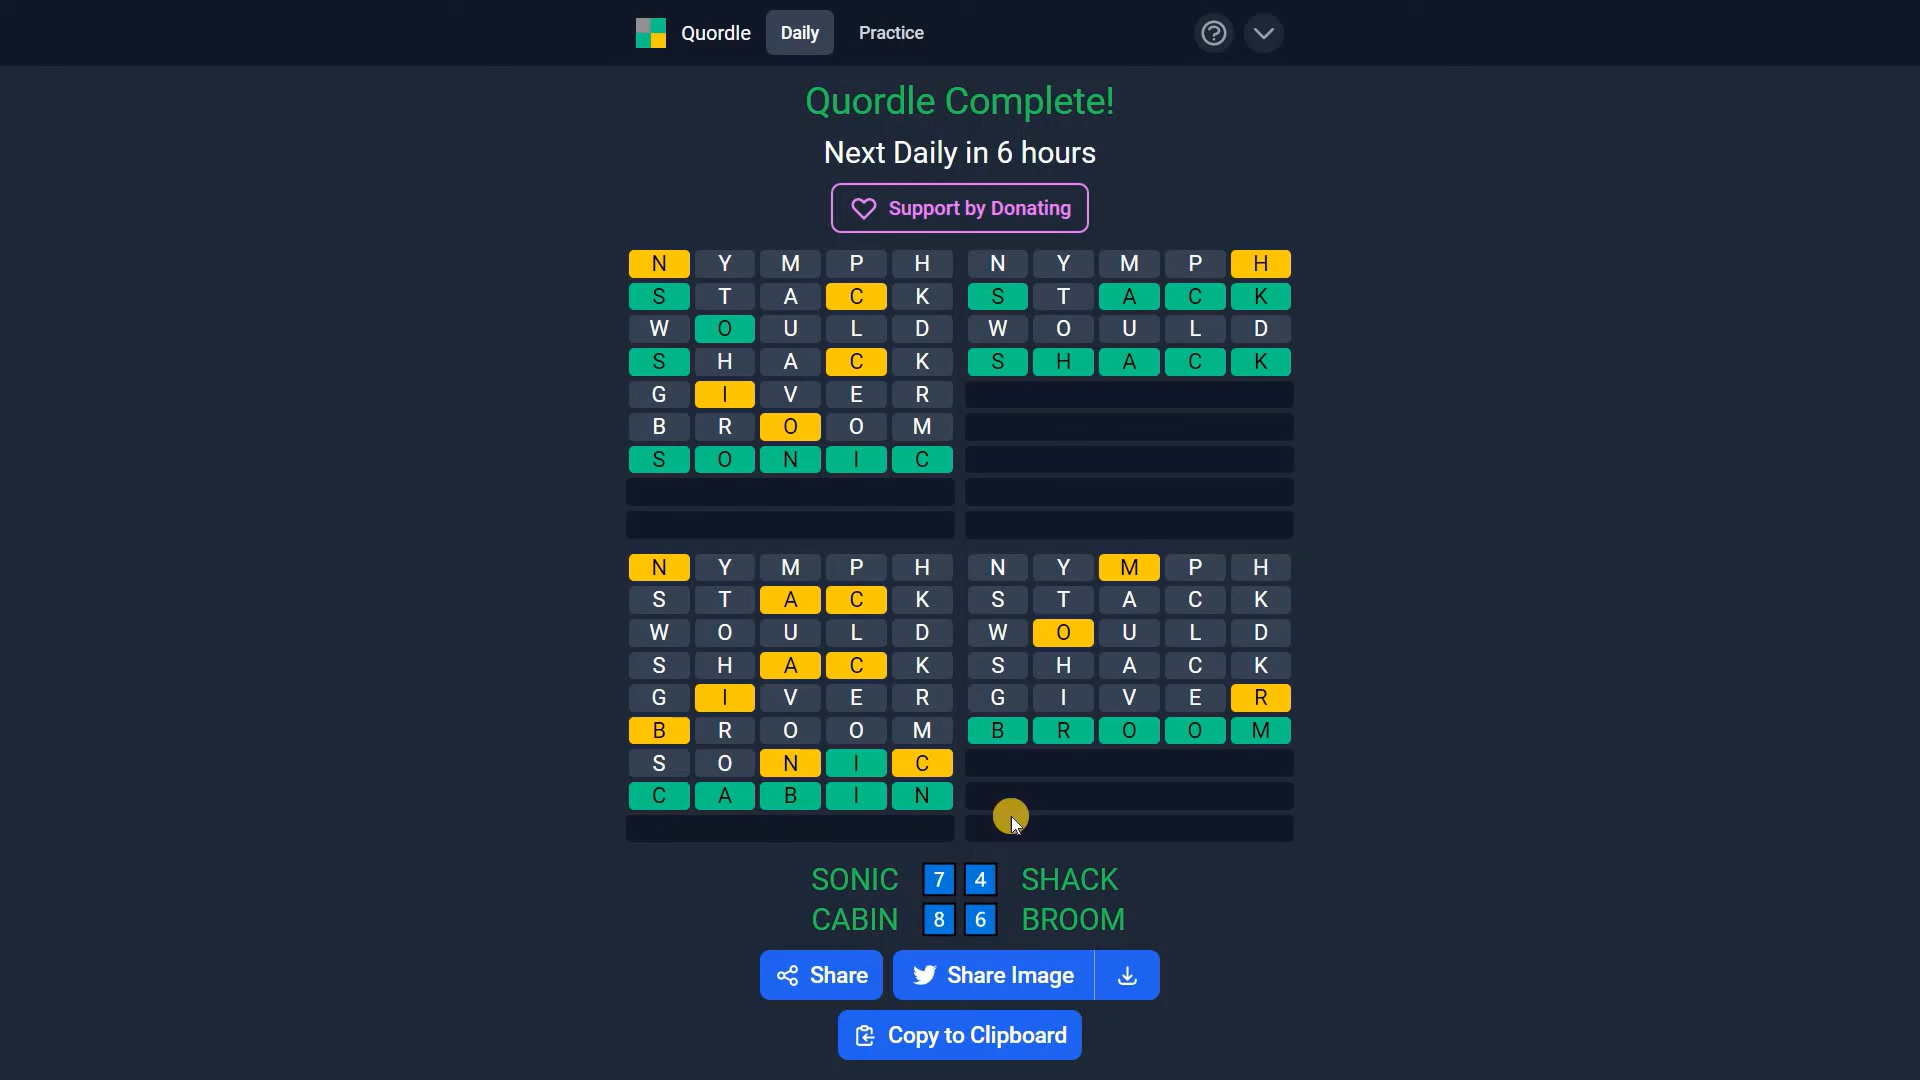 Quordle Daily Practice
Quordle Complete!
Next Daily in 6 hours
Support by Donating
N Y M P H N Y M P H
S T A C K S T A C K
W O U L D W O U L D
S H A C K S H A C K
G I V E R
B R O O M
S O N I C
N Y M P H N Y M P H
S T A C K S T A C K
W O U L D W O U L D
S H A C K S H A C K
G I V E R G I V E R
B R O O M B R O O M
S O N I C
C A B I N
SONIC 7 4 SHACK
CABIN 8 6 BROOM
Share Share Image
Copy to Clipboard